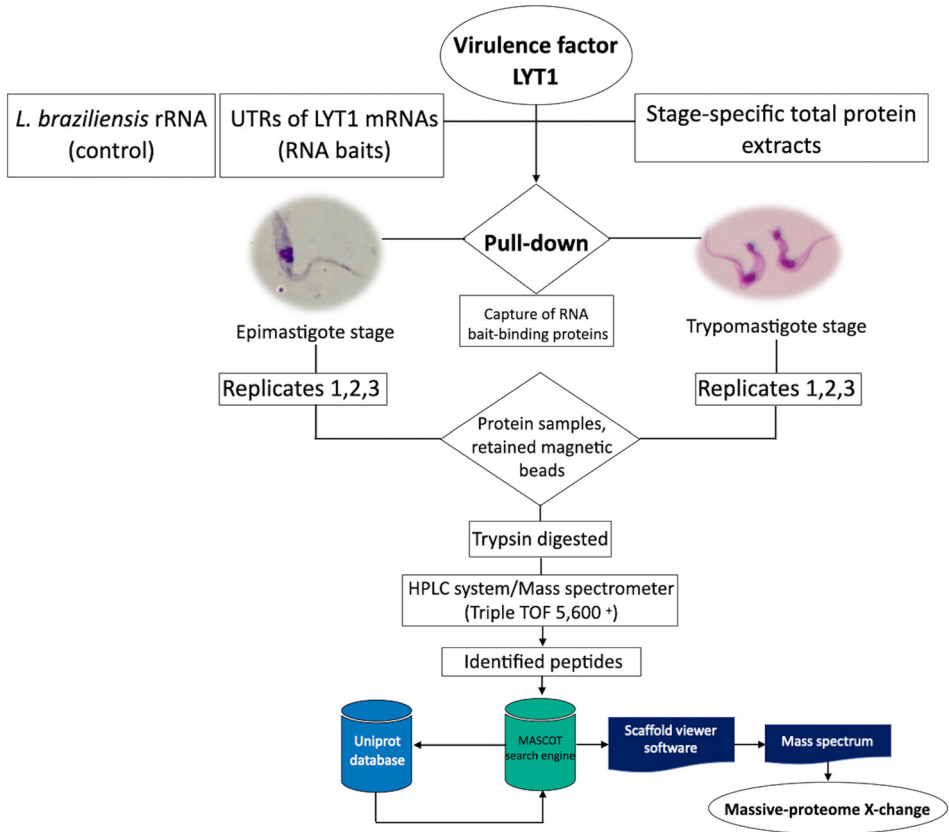 Virulence factor
LYT1
L. braziliensis rRNA
(control)
UTRs of LYT1 mRNAs
(RNA baits)
Stage-specific total protein
extracts
Pull-down
Capture of RNA
bait-binding proteins
Epimastigote stage
Trypomastigote stage
Replicates 1,2,3
Replicates 1,2,3
Protein samples,
retained magnetic
beads
Trypsin digested
HPLC system/Mass spectrometer
(Triple TOF 5,600 +)
Identified peptides
Uniprot
database
MASCOT
search engine
Scaffold viewer
software
Mass spectrum
Massive-proteome X-change